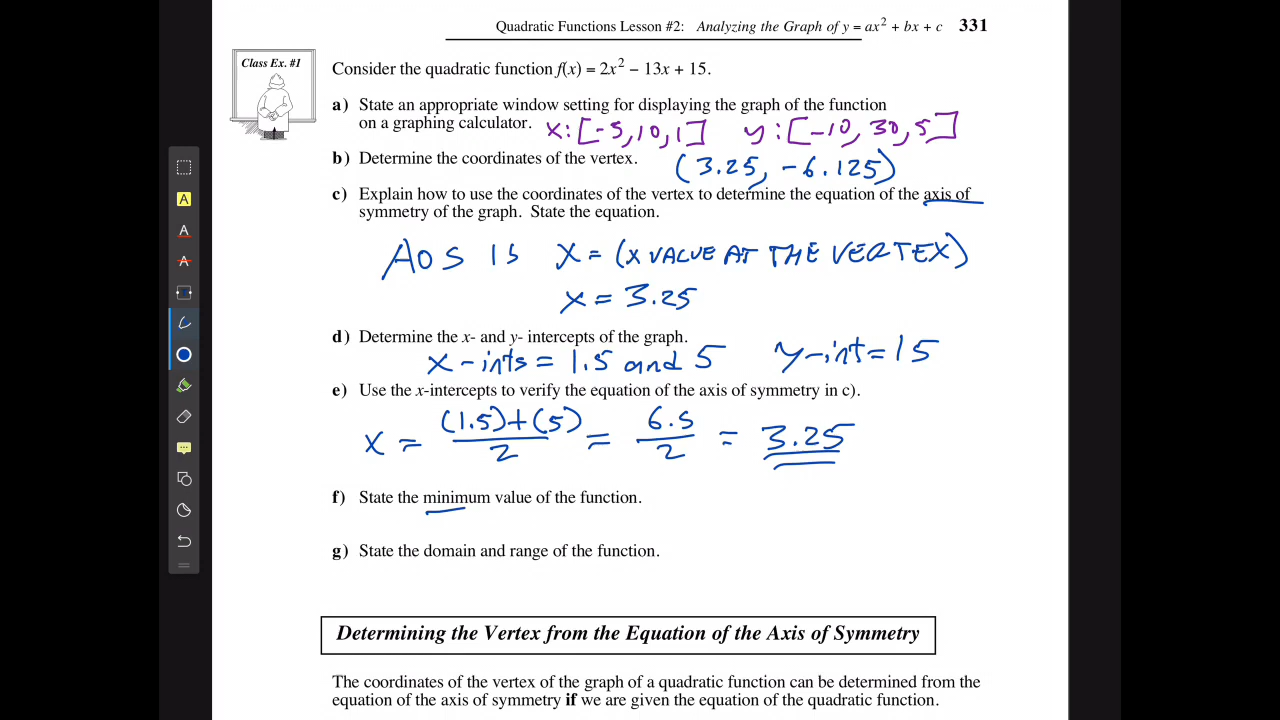 Quadratic Functions Lesson #2: Analyzing the Graph of y = ax² + bx + c 331
Class Ex. #1
Consider the quadratic function f(x) = 2x² − 13x + 15.
a) State an appropriate window setting for displaying the graph of the function
on a graphing calculator. x:[-5,10,1] y:[-10,30,5]
b) Determine the coordinates of the vertex. (3.25, -6.125)
c) Explain how to use the coordinates of the vertex to determine the equation of the axis of
symmetry of the graph. State the equation.
AOS IS X = (X VALUE AT THE VERTEX)
x = 3.25
d) Determine the x- and y- intercepts of the graph.
x-ints = 1.5 and 5 y-int = 15
e) Use the x-intercepts to verify the equation of the axis of symmetry in c).
x = (1.5)+(5)/2 = 6.5/2 = 3.25
f) State the minimum value of the function.
g) State the domain and range of the function.
Determining the Vertex from the Equation of the Axis of Symmetry
The coordinates of the vertex of the graph of a quadratic function can be determined from the
equation of the axis of symmetry if we are given the equation of the quadratic function.
A
A
A